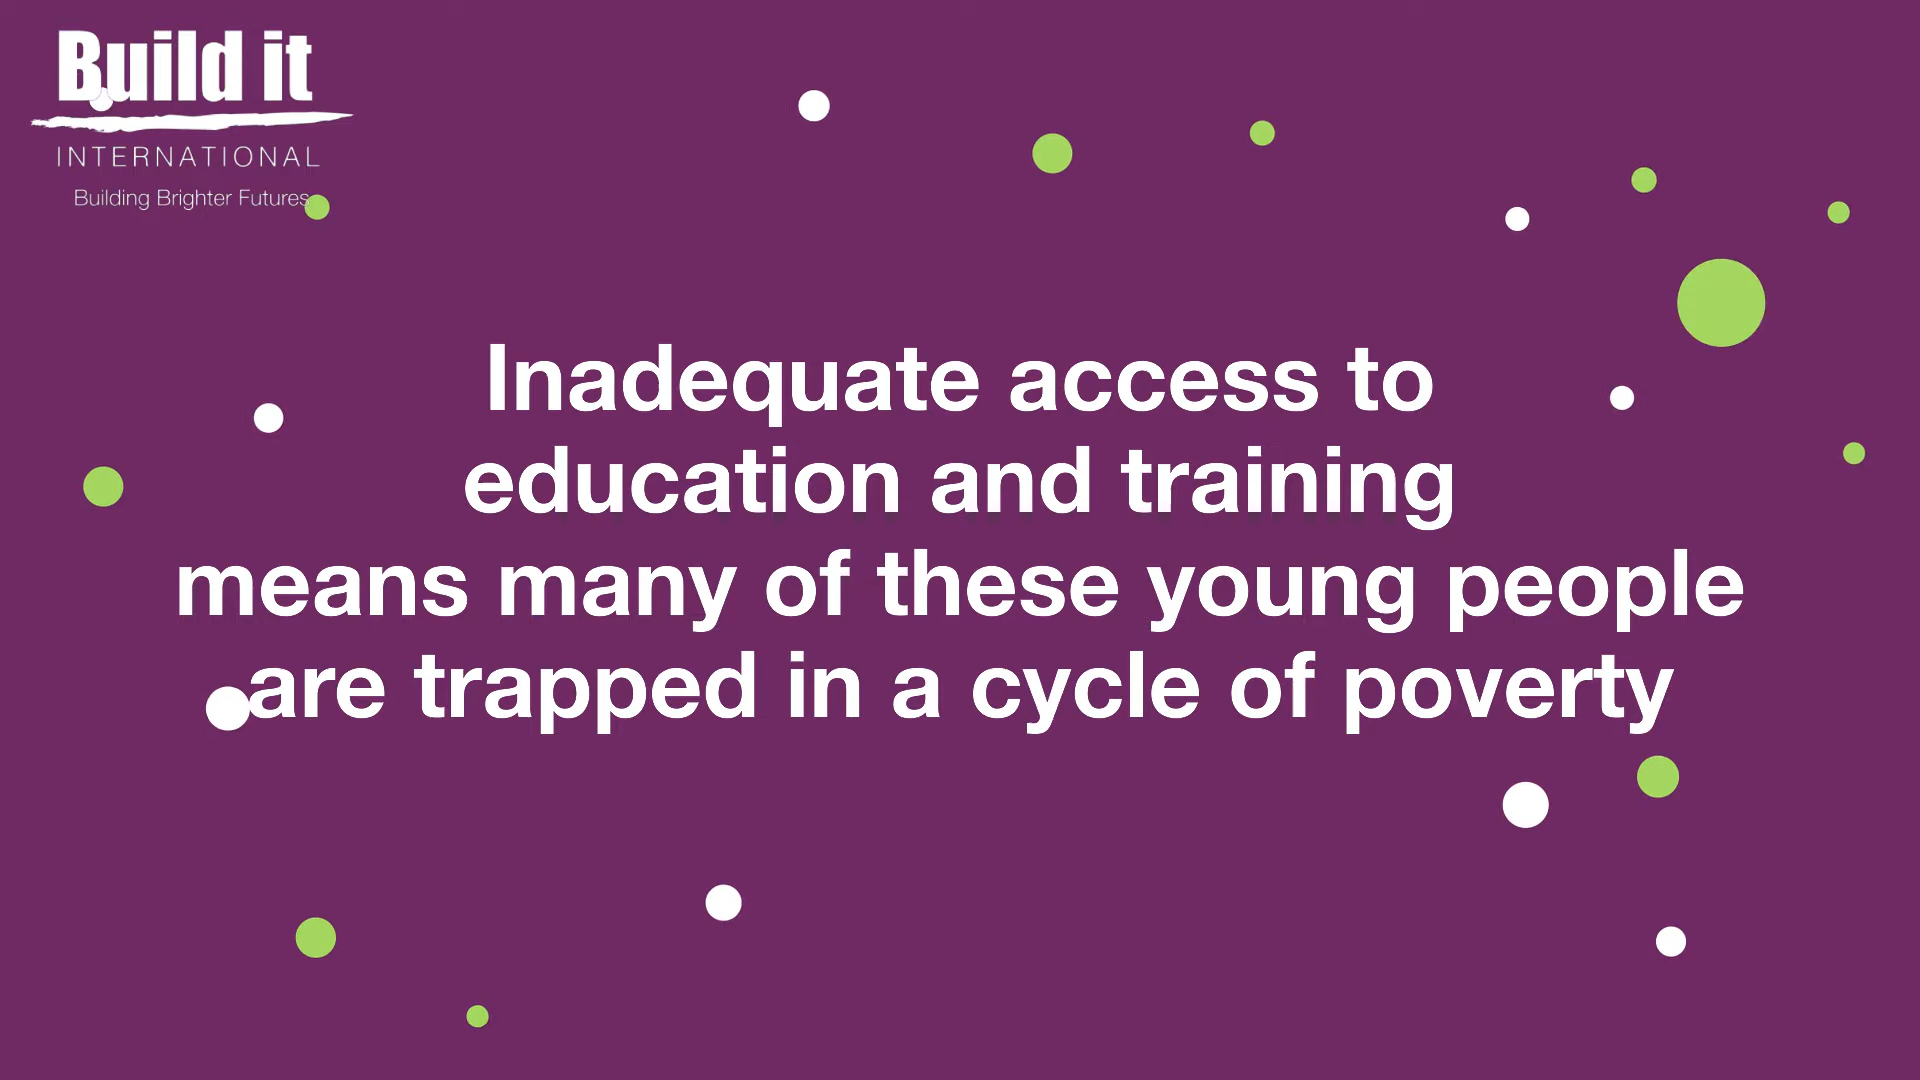 Build it
INTERNATIONAL
Building Brighter Futures
Inadequate access to
education and training
means many of these young people
are trapped in a cycle of poverty